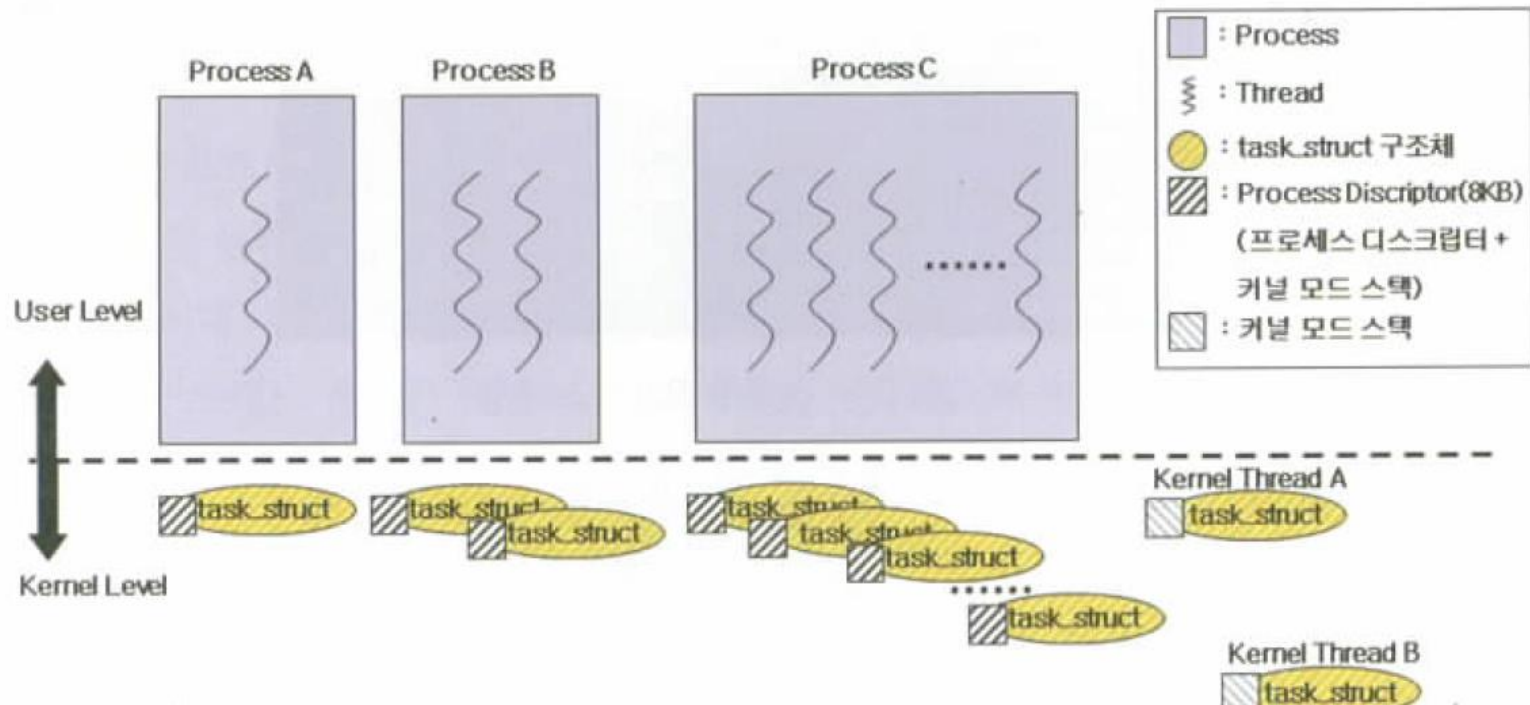 Process A
Process B
Process C
: Process
: Thread
: task_struct 구조체
: Process Discriptor(8KB)
(프로세스 디스크립터 +
커널 모드 스택)
: 커널 모드 스택
User Level
Kernel Level
task_struct
task_struct
task_struct
task_struct
task_struct
task_struct
task_struct
Kernel Thread A
task_struct
Kernel Thread B
task_struct